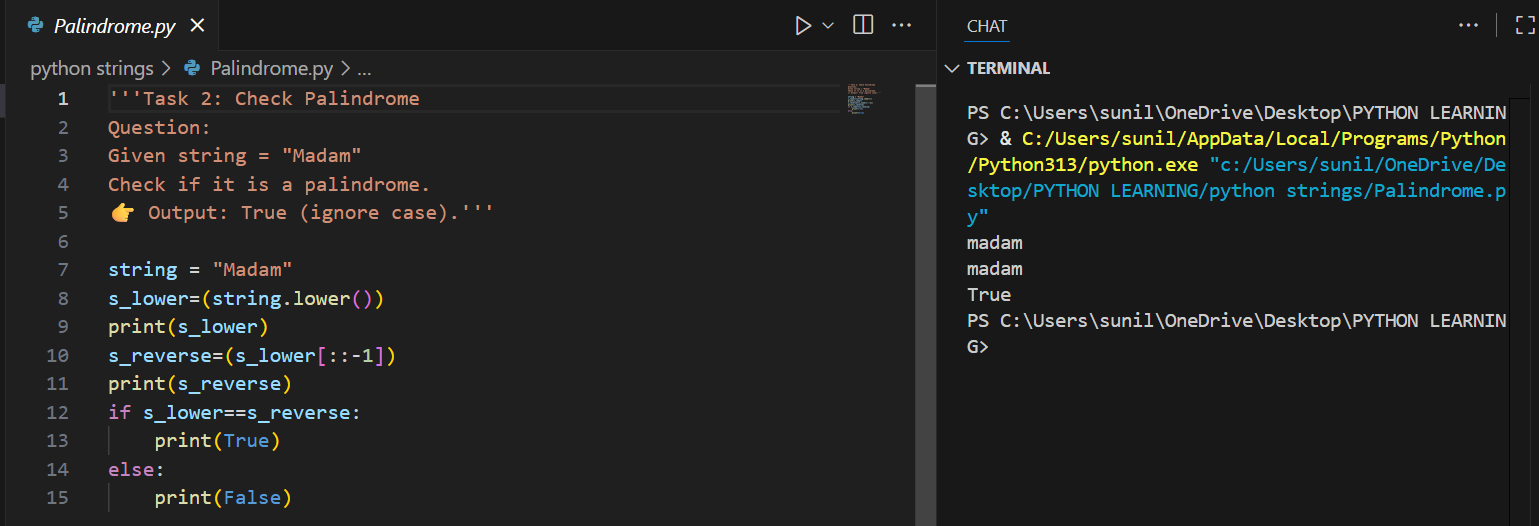 Palindrome.py
python strings > Palindrome.py > ...
1 '''Task 2: Check Palindrome
2 Question:
3 Given string = "Madam"
4 Check if it is a palindrome.
5 👉 Output: True (ignore case).'''
6
7 string = "Madam"
8 s_lower=(string.lower())
9 print(s_lower)
10 s_reverse=(s_lower[::-1])
11 print(s_reverse)
12 if s_lower==s_reverse:
13     print(True)
14 else:
15     print(False)
CHAT
TERMINAL
PS C:\Users\sunil\OneDrive\Desktop\PYTHON LEARNIN
G> & C:/Users/sunil/AppData/Local/Programs/Python
/Python313/python.exe "c:/Users/sunil/OneDrive/De
sktop/PYTHON LEARNING/python strings/Palindrome.p
y"
madam
madam
True
PS C:\Users\sunil\OneDrive\Desktop\PYTHON LEARNIN
G>